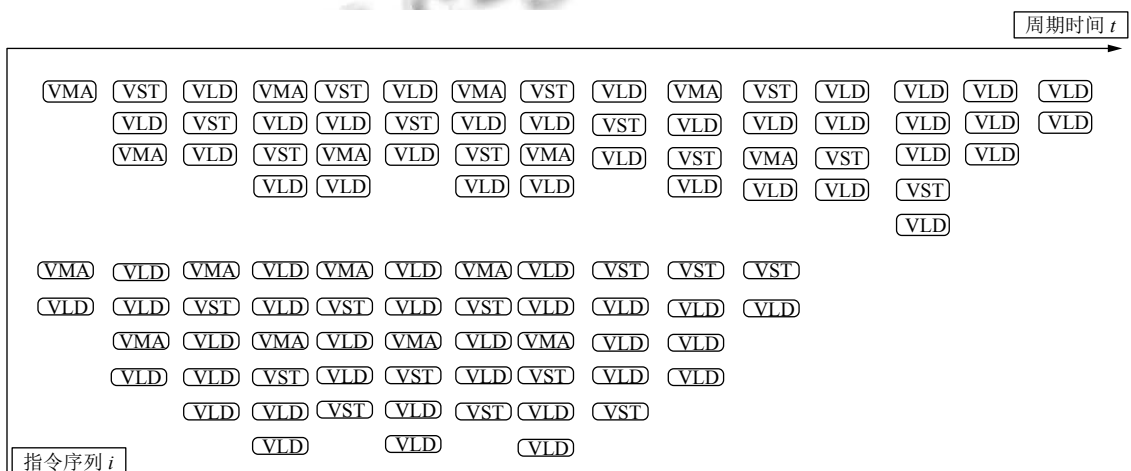 周期时间 t
VMA VST VLD VMA VST VLD VMA VST VLD VMA VST VLD VLD VLD VLD
VLD VST VLD VLD VST VLD VLD VST VLD VLD VLD VLD VLD VLD
VMA VLD VST VMA VLD VST VMA VLD VST VMA VST VLD VLD
VLD VLD VLD VLD VLD VLD VLD VST
VLD
VMA VLD VMA VLD VMA VLD VMA VLD VST VST VST
VLD VLD VST VLD VST VLD VST VLD VLD VLD VLD
VMA VLD VMA VLD VMA VLD VMA VLD VLD
VLD VLD VST VLD VST VLD VST VLD VLD
VLD VLD VST VLD VST VLD VST
VLD VLD VLD
指令序列 i